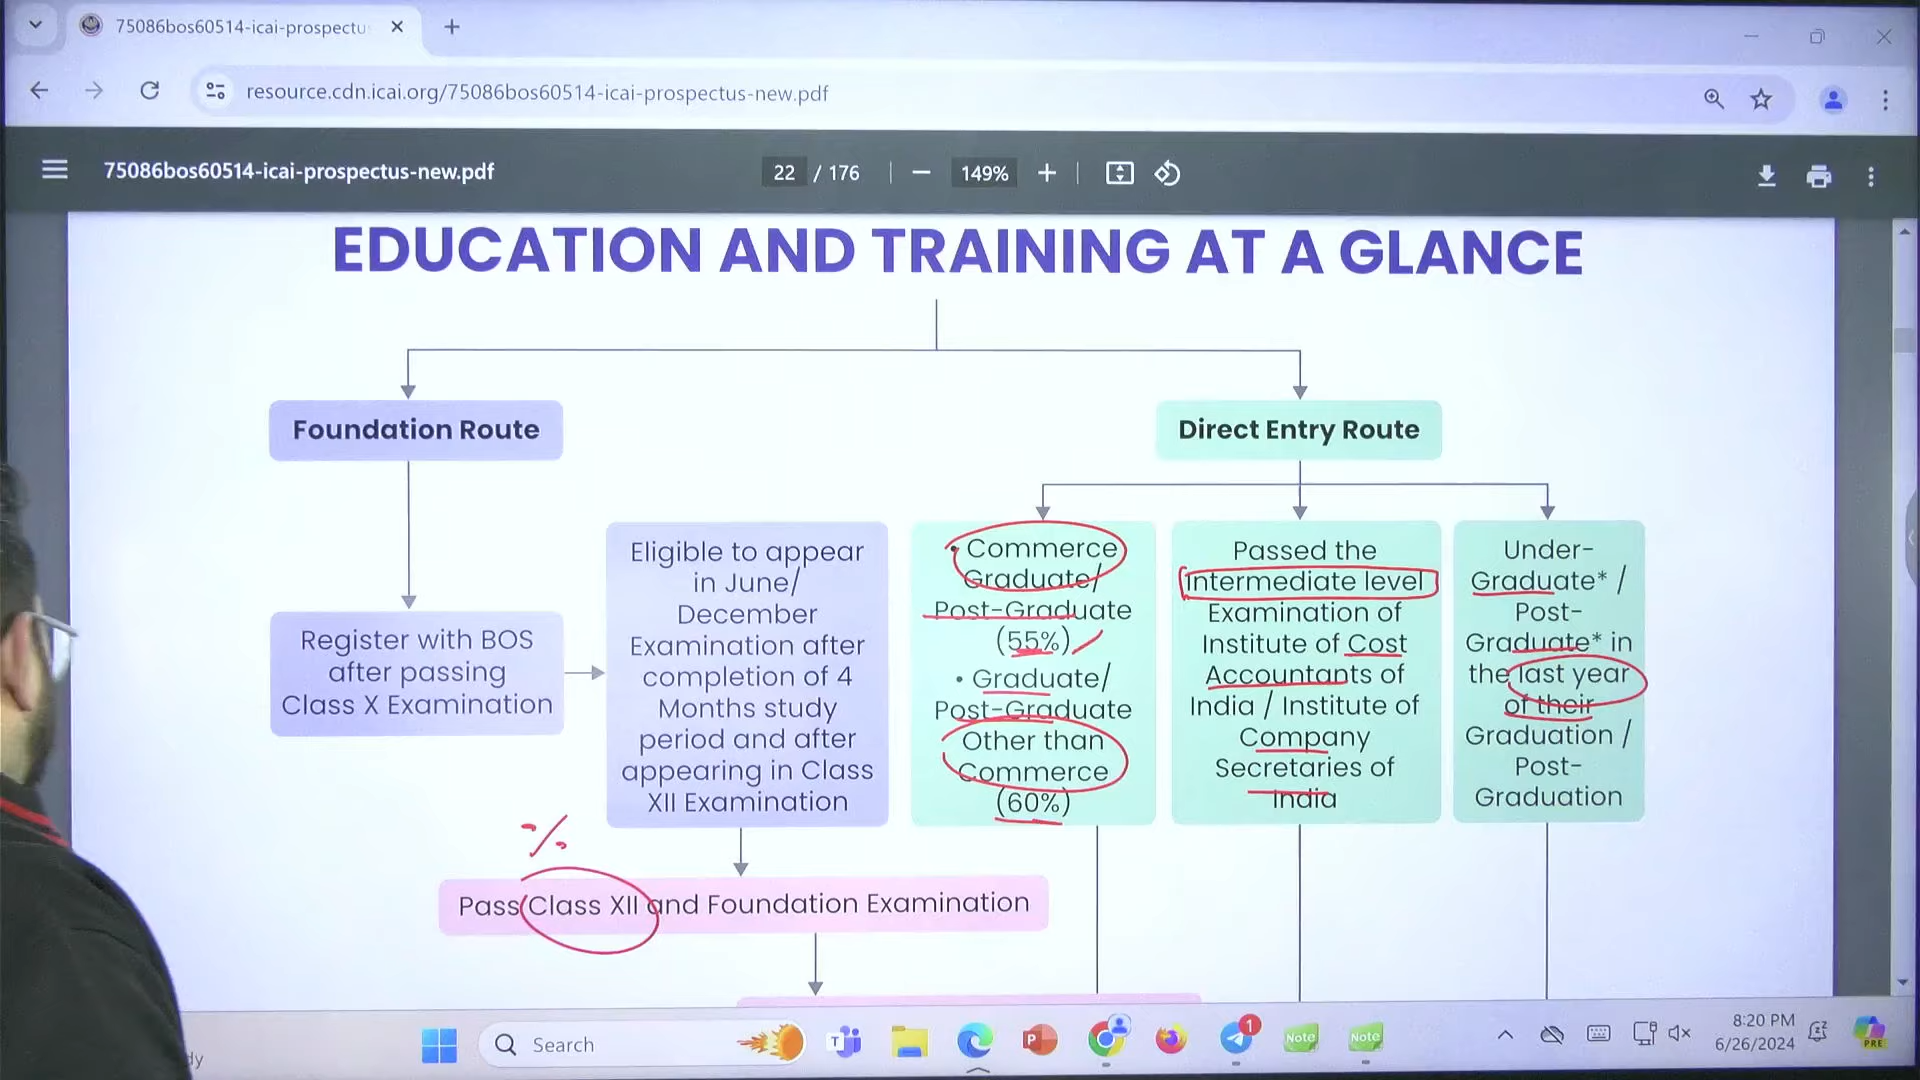 75086bos60514-icai-prospectu
resource.cdn.icai.org/75086bos60514-icai-prospectus-new.pdf
75086bos60514-icai-prospectus-new.pdf
22 / 176
149%
EDUCATION AND TRAINING AT A GLANCE
Foundation Route
Register with BOS
after passing
Class X Examination
Eligible to appear
in June/
December
Examination after
completion of 4
Months study
period and after
appearing in Class
XII Examination
%
Pass Class XII and Foundation Examination
Direct Entry Route
• Commerce
Graduate/
Post-Graduate
(55%)
• Graduate/
Post-Graduate
Other than
Commerce
(60%)
Passed the
Intermediate level
Examination of
Institute of Cost
Accountants of
India / Institute of
Company
Secretaries of
India
Under-
Graduate* /
Post-
Graduate* in
the last year
of their
Graduation /
Post-
Graduation
Search
T
P
1
Note
Note
8:20 PM
6/26/2024
PRE